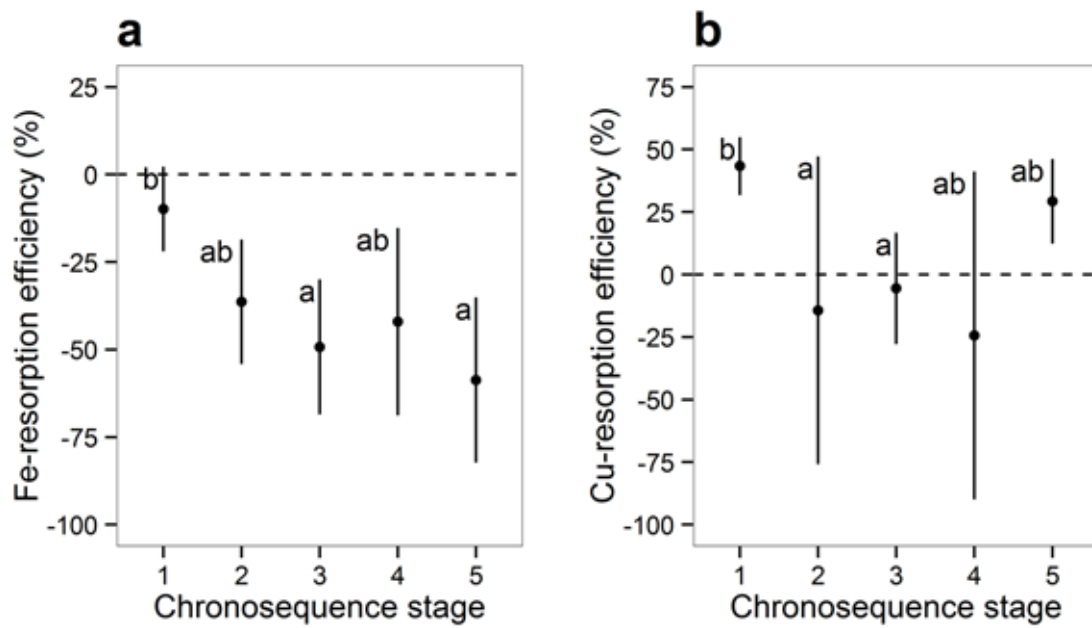 a
Fe-resorption efficiency (%)
25
0
-25
-50
-75
-100
b
ab
a
ab
a
1 2 3 4 5
Chronosequence stage
b
Cu-resorption efficiency (%)
75
50
25
0
-25
-50
-75
-100
b
a
a
ab
ab
1 2 3 4 5
Chronosequence stage